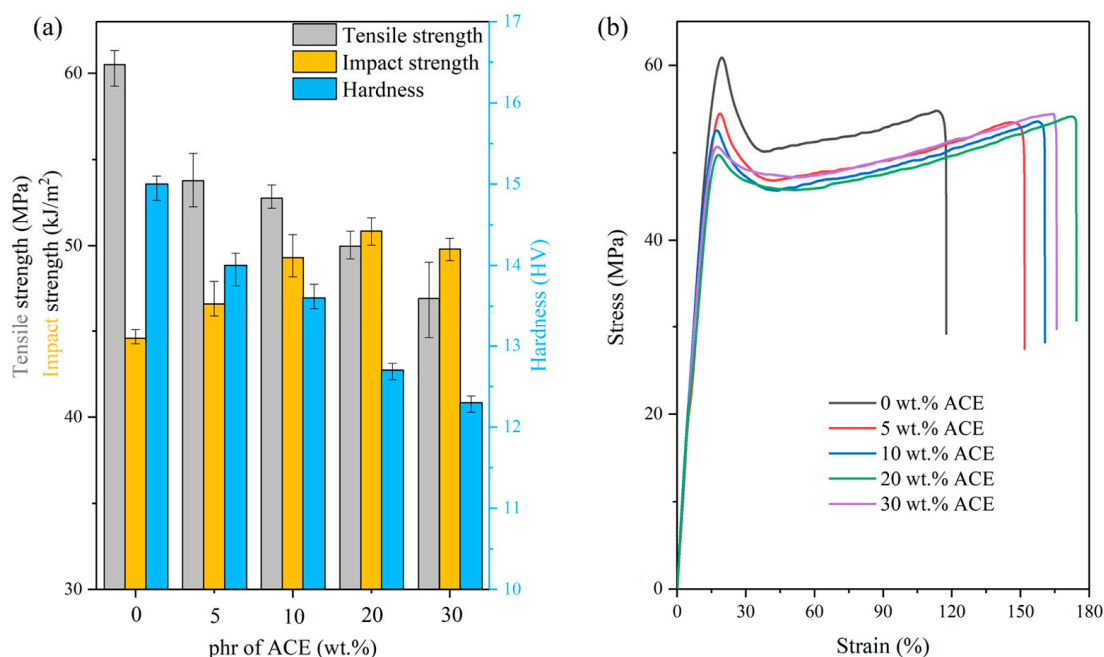 (a)
Tensile strength
Impact strength
Hardness
Tensile strength (MPa)
Impact strength (kJ/m²)
60
50
40
30
17
16
15
14
13
12
11
10
Hardness (HV)
0 5 10 20 30
phr of ACE (wt.%)
(b)
Stress (MPa)
60
40
20
0
0 wt.% ACE
5 wt.% ACE
10 wt.% ACE
20 wt.% ACE
30 wt.% ACE
0 30 60 90 120 150 180
Strain (%)